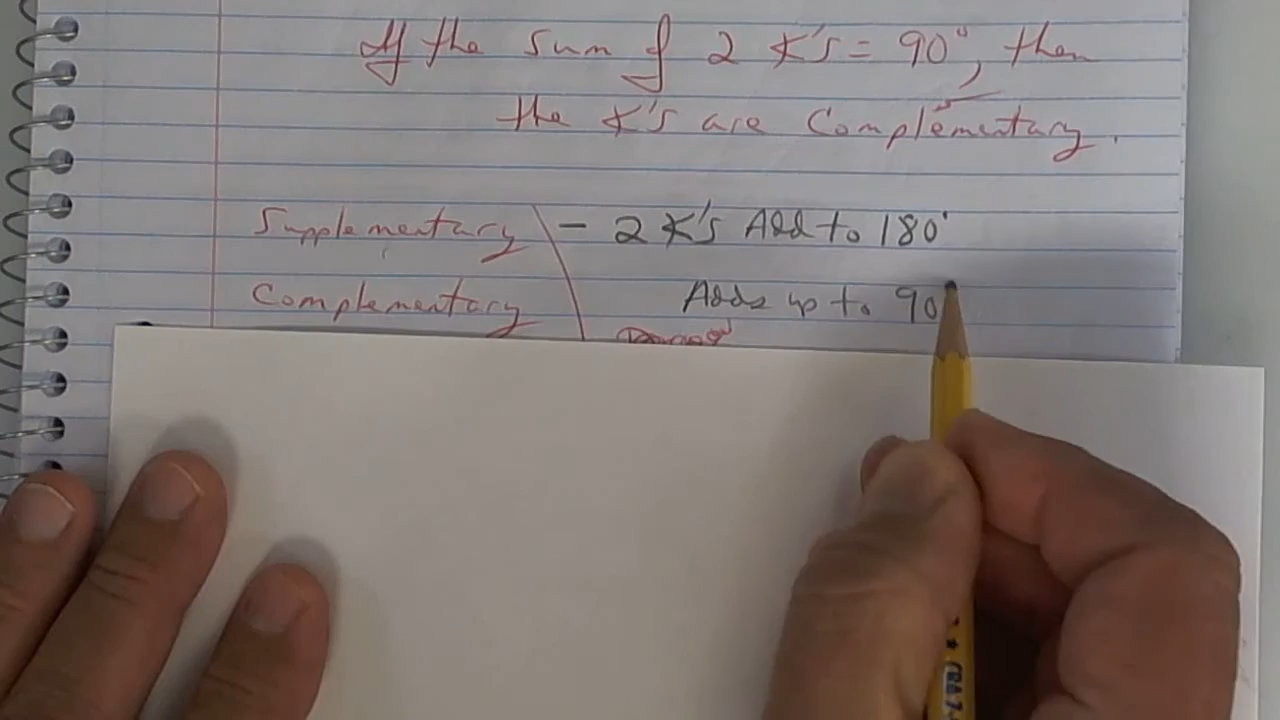 If the sum of 2 ∠'s = 90°, then
the ∠'s are Complementary.
Supplementary - 2 ∠'s Add to 180°
Complementary Adds up to 90